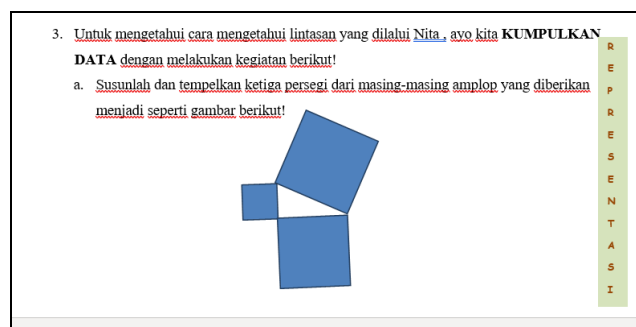 3. Untuk mengetahui cara mengetahui lintasan yang dilalui Nita , ayo kita KUMPULKAN
DATA dengan melakukan kegiatan berikut!
a. Susunlah dan tempelkan ketiga persegi dari masing-masing amplop yang diberikan
menjadi seperti gambar berikut!
R
E
P
R
E
S
E
N
T
A
S
I